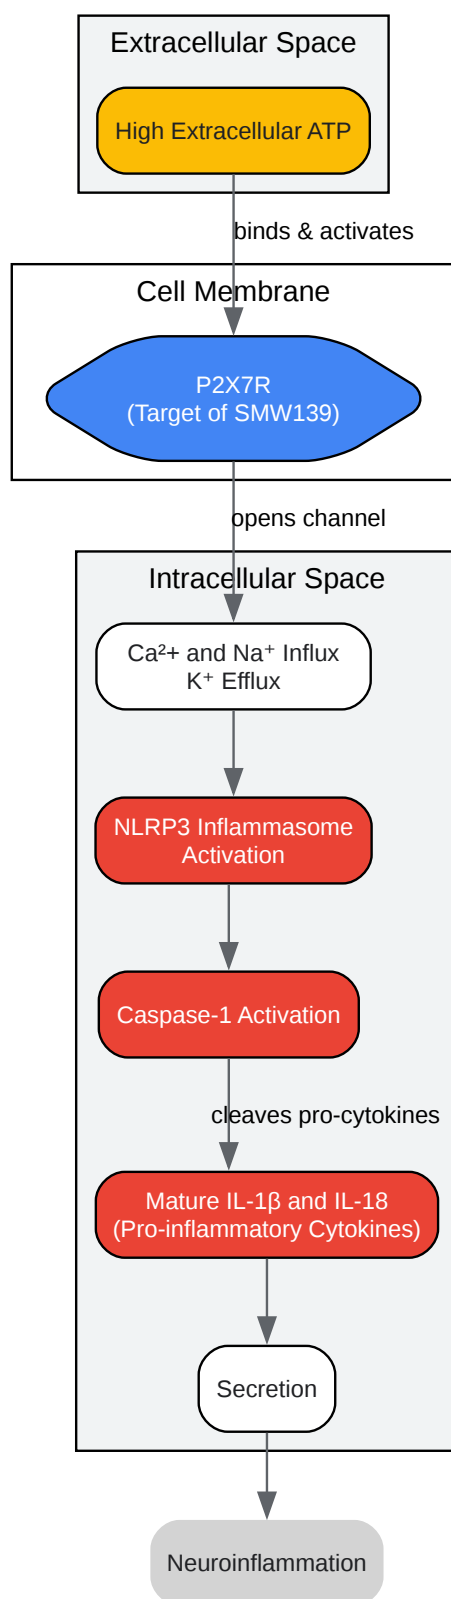 Extracellular Space
High Extracellular ATP
binds & activates
Cell Membrane
P2X7R
(Target of SMW139)
opens channel
Intracellular Space
Ca²+ and Na⁺ Influx
K⁺ Efflux
NLRP3 Inflammasome
Activation
Caspase-1 Activation
cleaves pro-cytokines
Mature IL-1β and IL-18
(Pro-inflammatory Cytokines)
Secretion
Neuroinflammation